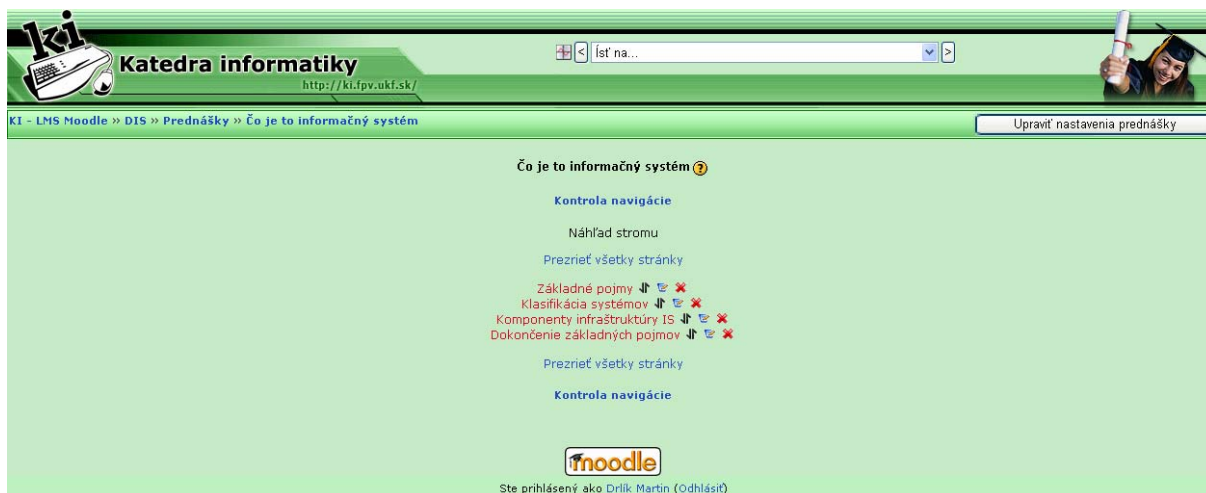 ki
Katedra informatiky
http://ki.fpv.ukf.sk/
< Ísť na... >
KI - LMS Moodle » DIS » Prednášky » Čo je to informačný systém
Upraviť nastavenia prednášky
Čo je to informačný systém ?
Kontrola navigácie
Náhľad stromu
Prezrieť všetky stránky
Základné pojmy
Klasifikácia systémov
Komponenty infraštruktúry IS
Dokončenie základných pojmov
Prezrieť všetky stránky
Kontrola navigácie
moodle
Ste prihlásený ako Drlík Martin (Odhlásiť)